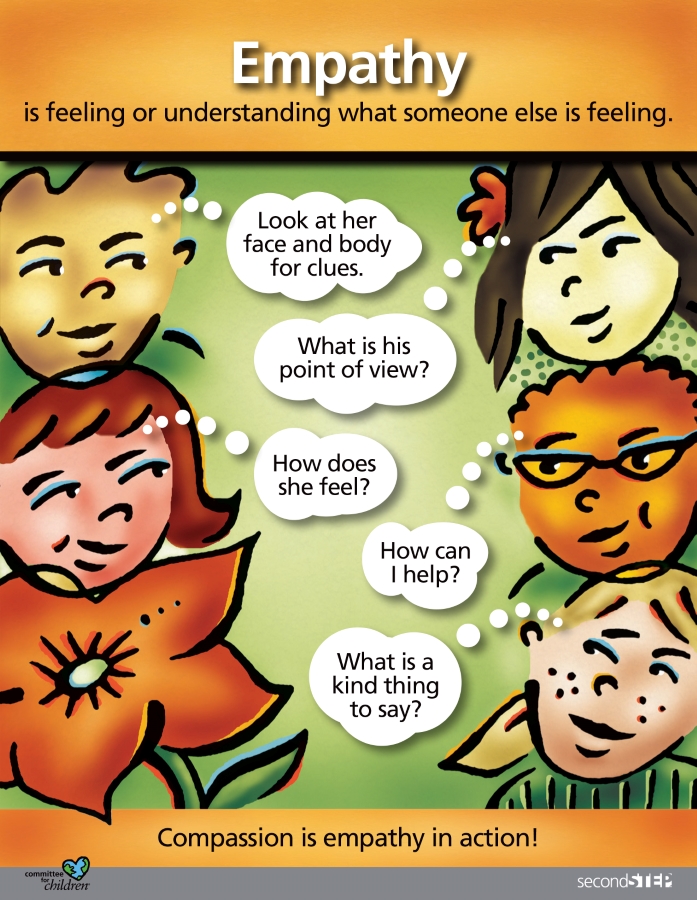 Empathy
is feeling or understanding what someone else is feeling.
Look at her
face and body
for clues.
What is his
point of view?
How does
she feel?
How can
I help?
What is a
kind thing
to say?
Compassion is empathy in action!
committee
for
children
secondSTEP